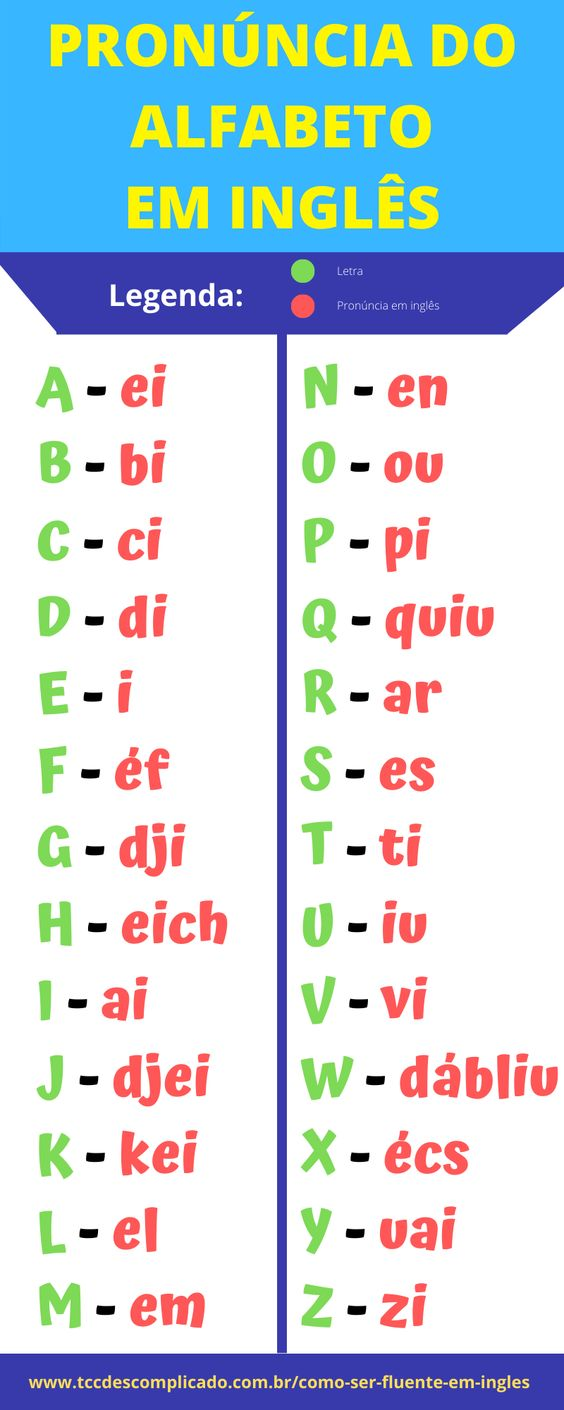 PRONÚNCIA DO
ALFABETO
EM INGLÊS
Legenda:
Letra
Pronúncia em inglês
A - ei
B - bi
C - ci
D - di
E - i
F - éf
G - dji
H - eich
I - ai
J - djei
K - kei
L - el
M - em
N - en
O - ou
P - pi
Q - quiu
R - ar
S - es
T - ti
U - iu
V - vi
W - dábliu
X - écs
Y - uai
Z - zi
www.tccdescomplicado.com.br/como-ser-fluente-em-ingles